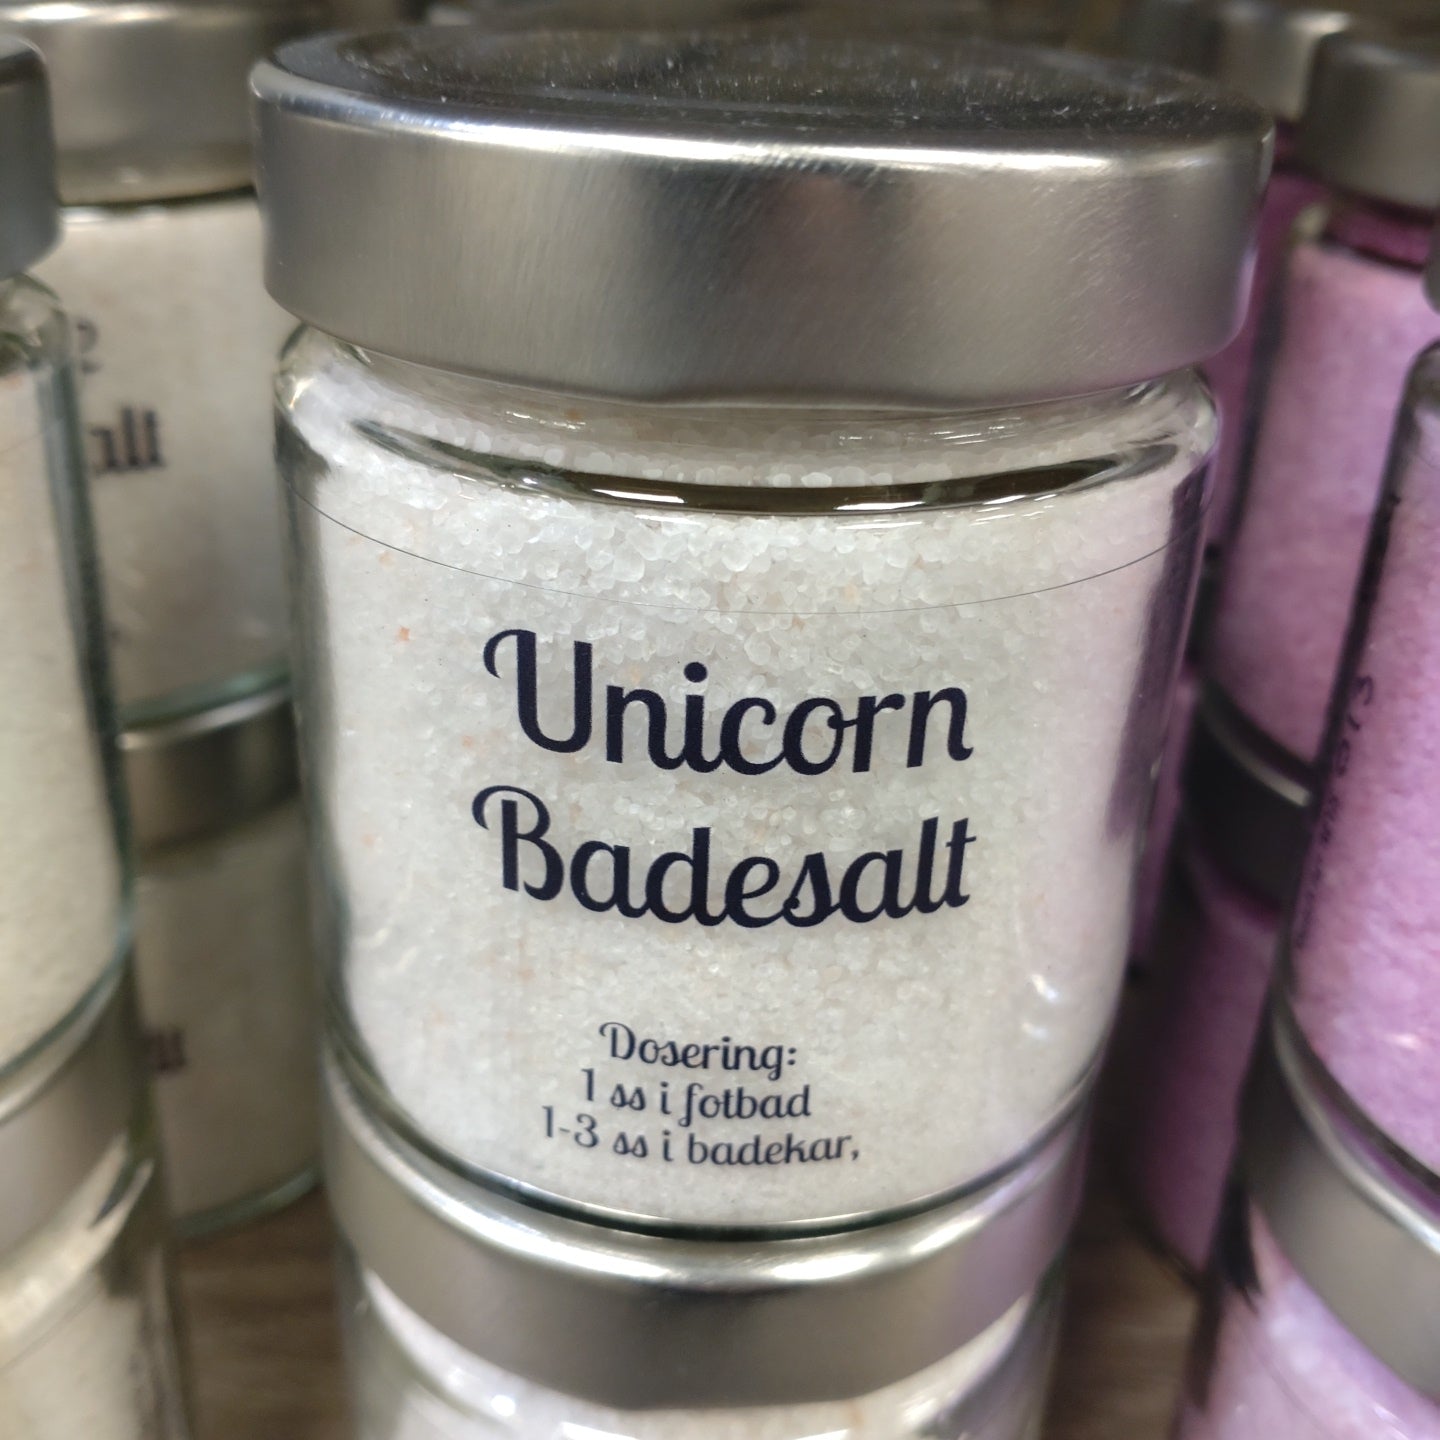 Unicorn
Badesalt
Dosering:
1 ss i fotbad
1-3 ss i badekar,